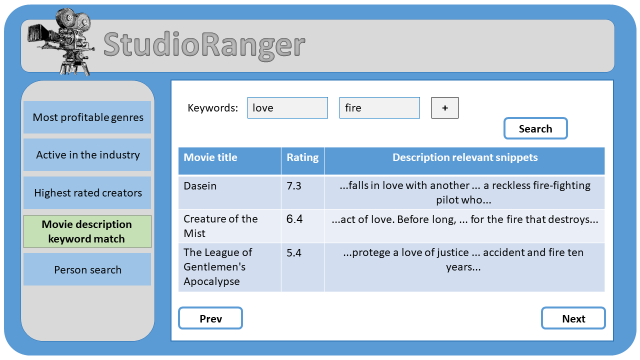 StudioRanger
Most profitable genres
Active in the industry
Highest rated creators
Movie description
keyword match
Person search
Keywords: love fire +
Search
Movie title Rating Description relevant snippets
Dasein 7.3 ...falls in love with another ... a reckless fire-fighting
pilot who...
Creature of the 6.4 ...act of love. Before long, ... for the fire that destroys...
Mist
The League of 5.4 ...protege a love of justice ... accident and fire ten
Gentlemen's years...
Apocalypse
Prev Next